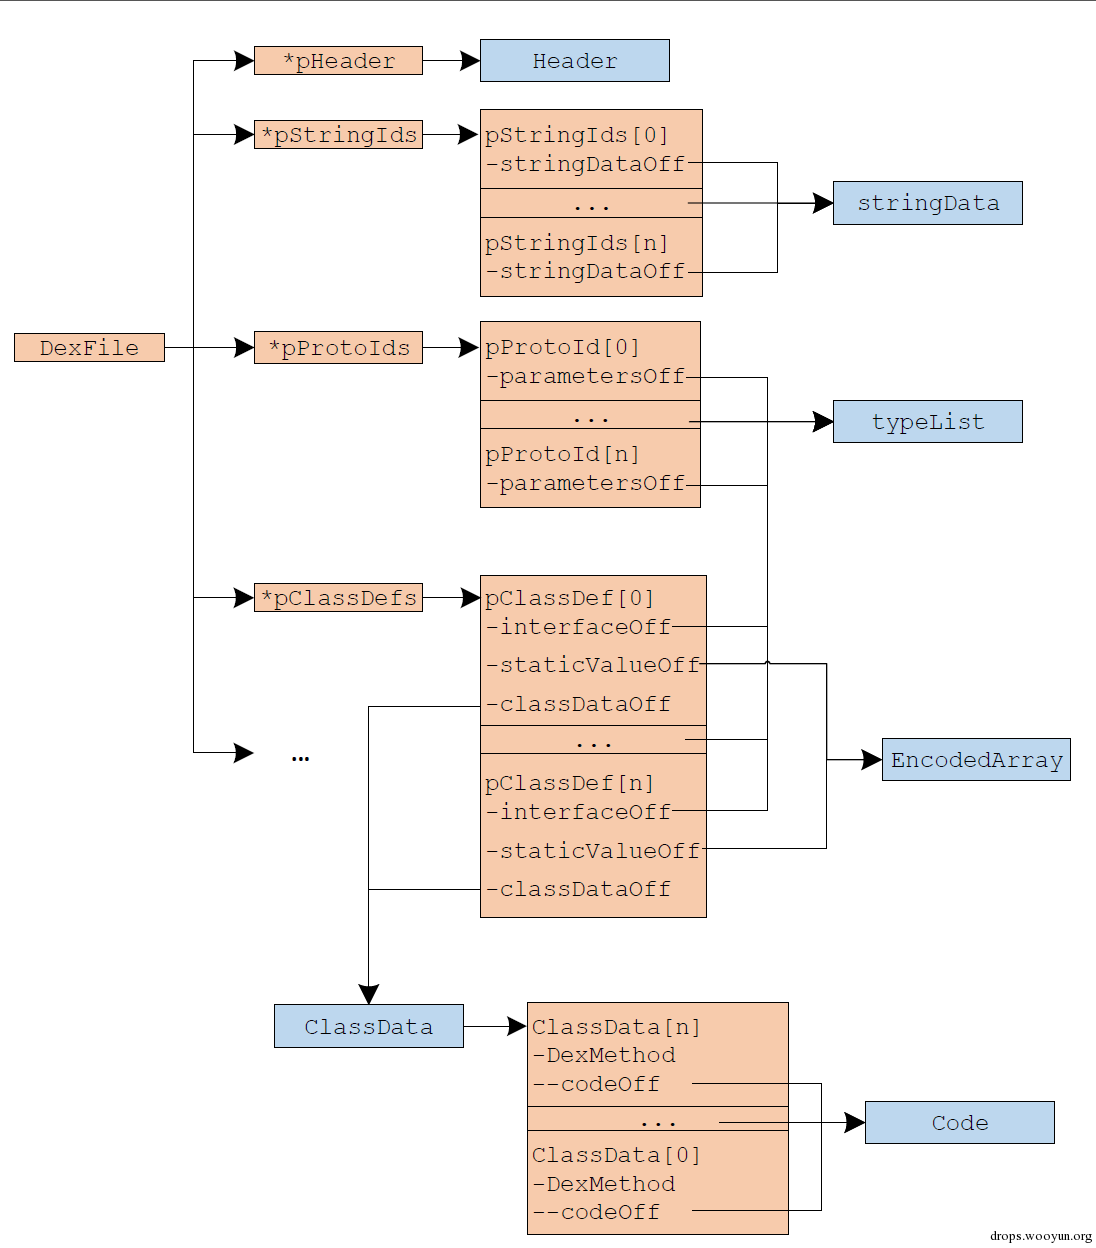 *pHeader
Header
*pStringIds
pStringIds[0]
-stringDataOff
...
pStringIds[n]
-stringDataOff
stringData
DexFile
*pProtoIds
pProtoId[0]
-parametersOff
...
pProtoId[n]
-parametersOff
typeList
*pClassDefs
pClassDef[0]
-interfaceOff
-staticValueOff
-classDataOff
...
pClassDef[n]
-interfaceOff
-staticValueOff
-classDataOff
...
EncodedArray
ClassData
ClassData[n]
-DexMethod
--codeOff
...
ClassData[0]
-DexMethod
--codeOff
Code
drops.wooyun.org